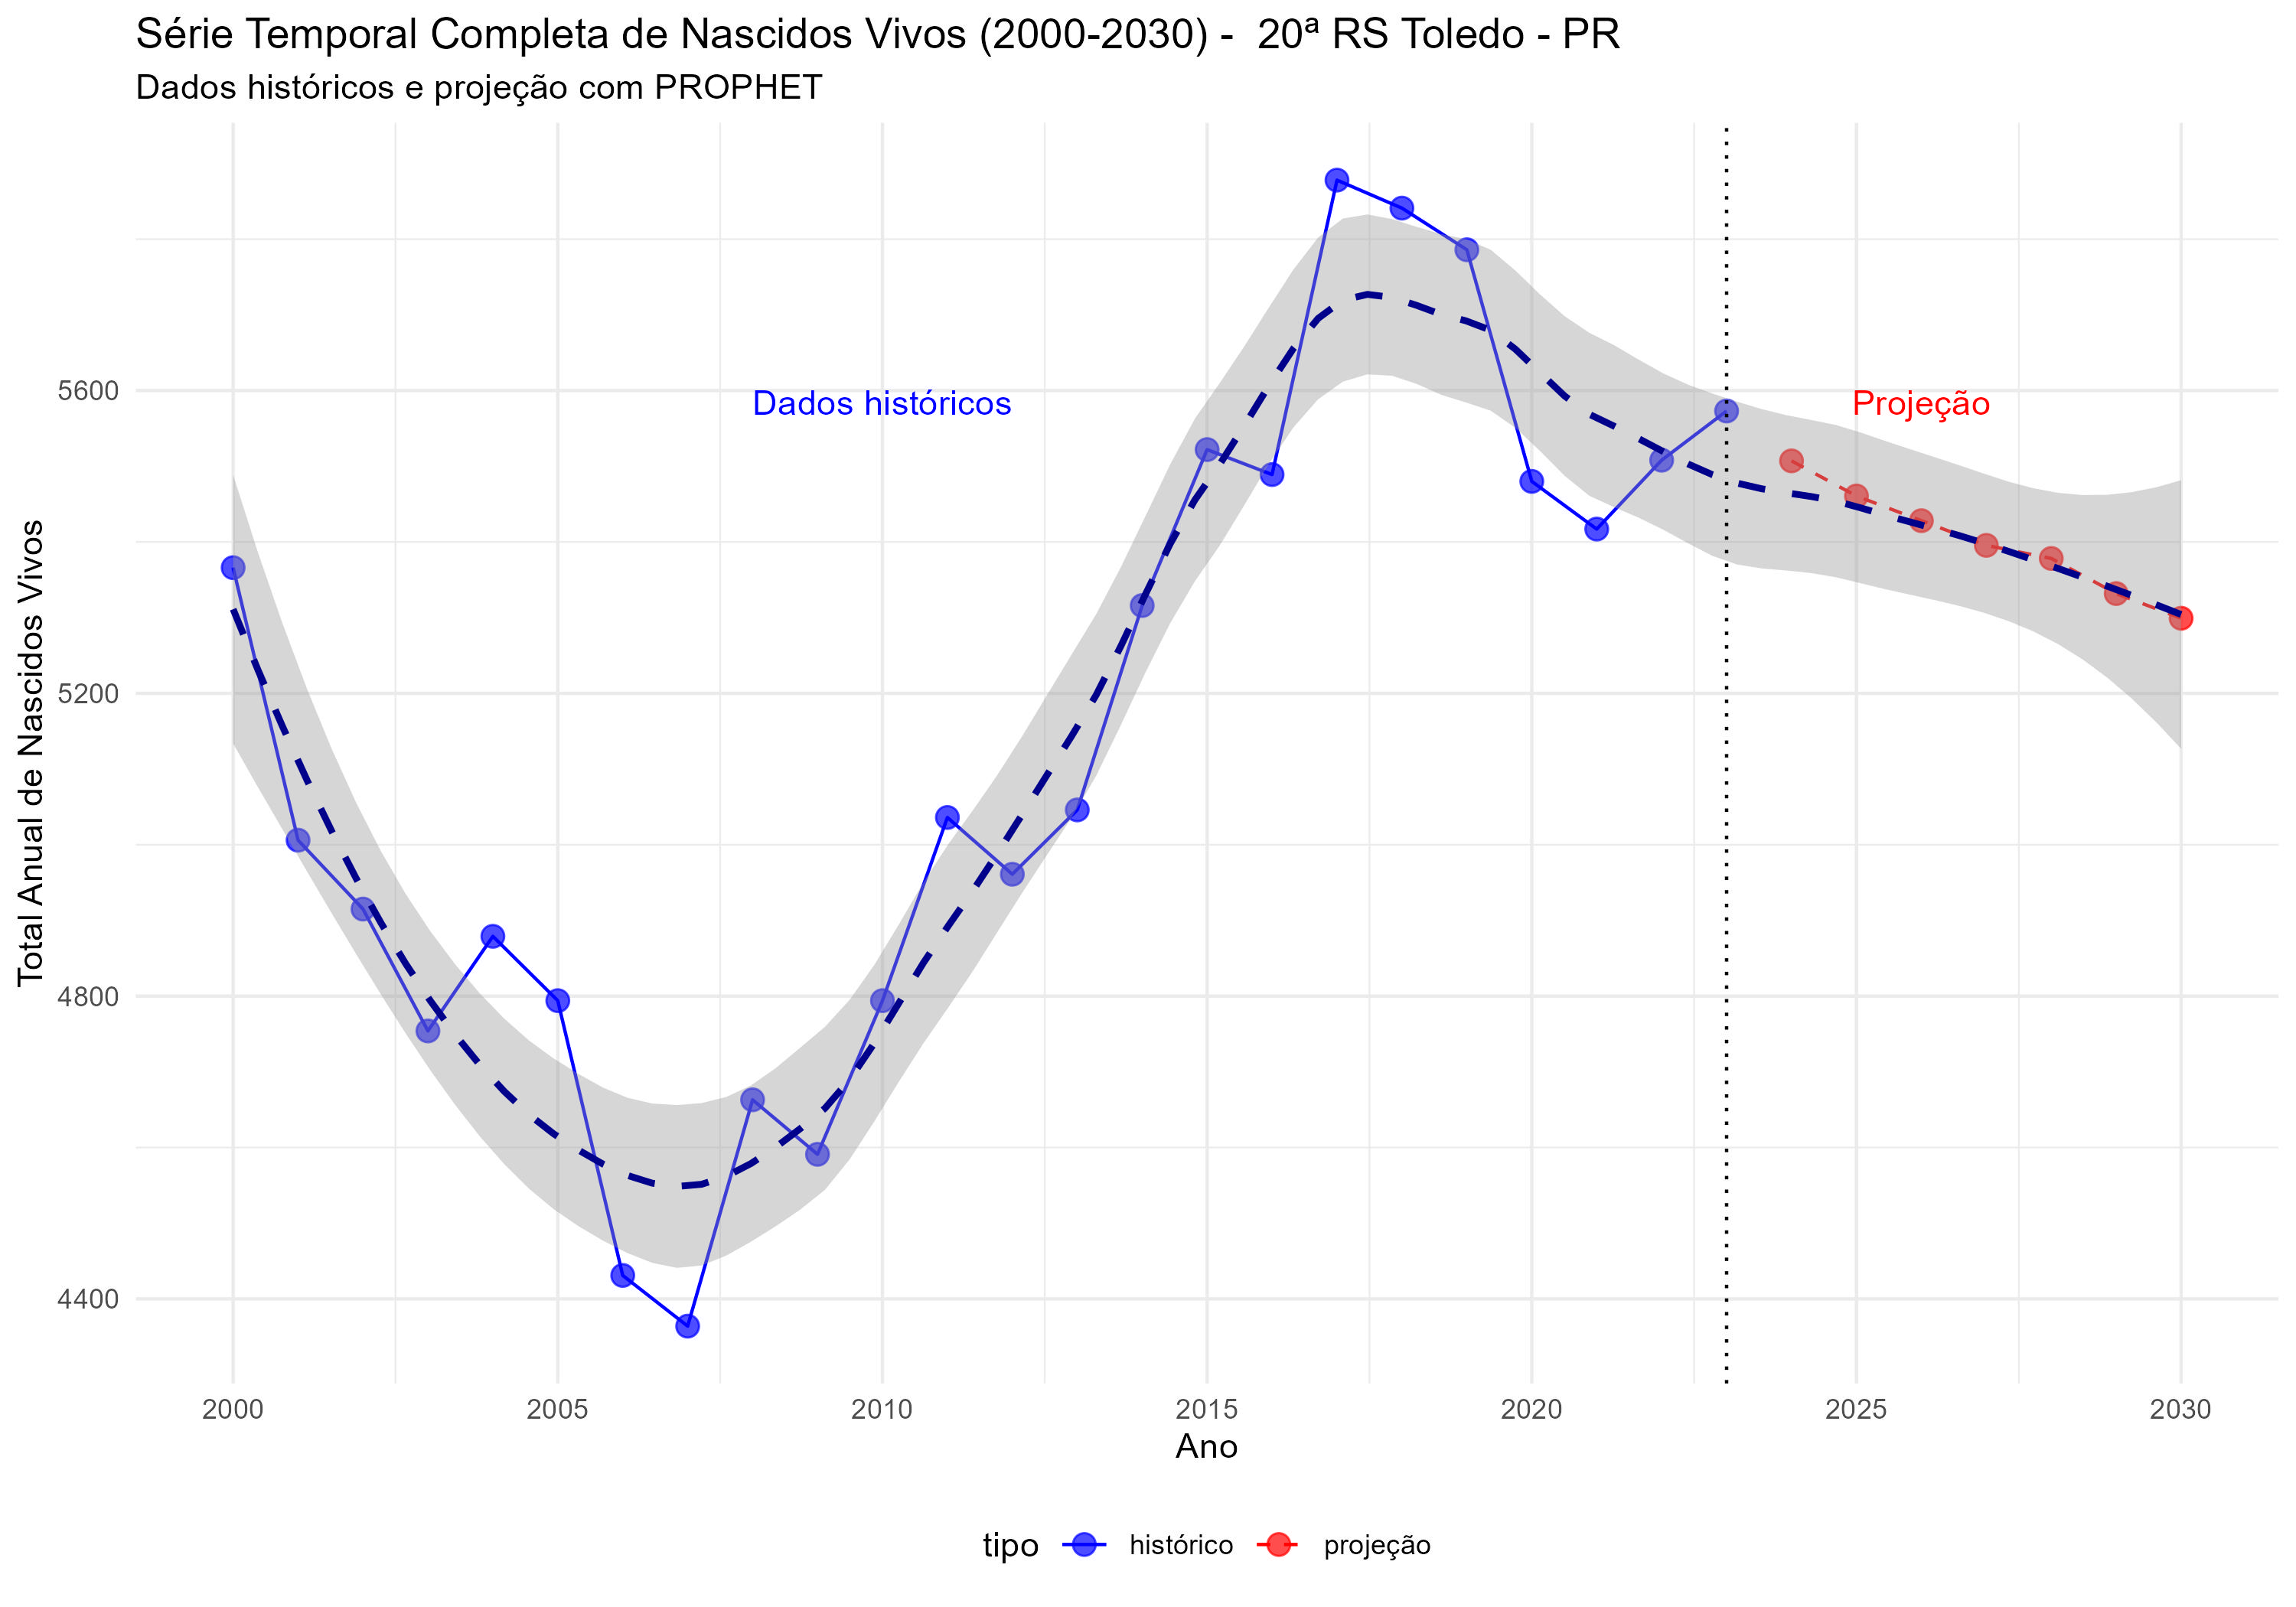 Série Temporal Completa de Nascidos Vivos (2000-2030) -  20ª RS Toledo - PR
Dados históricos e projeção com PROPHET
Total Anual de Nascidos Vivos
5600
5200
4800
4400
Dados históricos
Projeção
2000 2005 2010 2015 2020 2025 2030
Ano
tipo histórico projeção